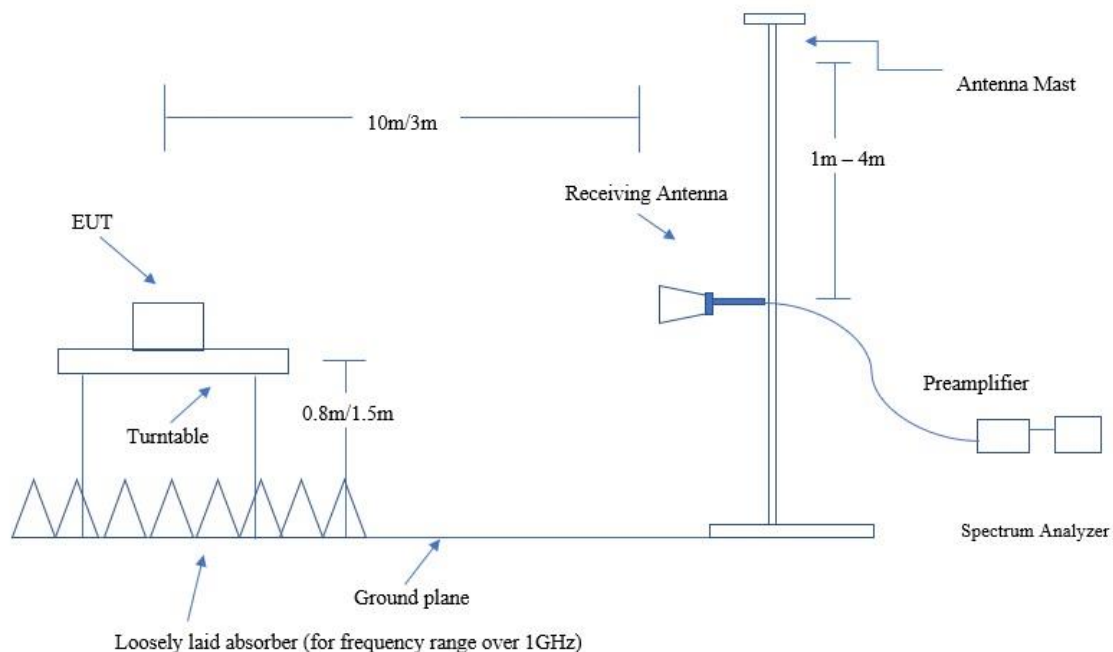 Antenna Mast
10m/3m
1m – 4m
Receiving Antenna
EUT
Preamplifier
0.8m/1.5m
Turntable
Spectrum Analyzer
Ground plane
Loosely laid absorber (for frequency range over 1GHz)